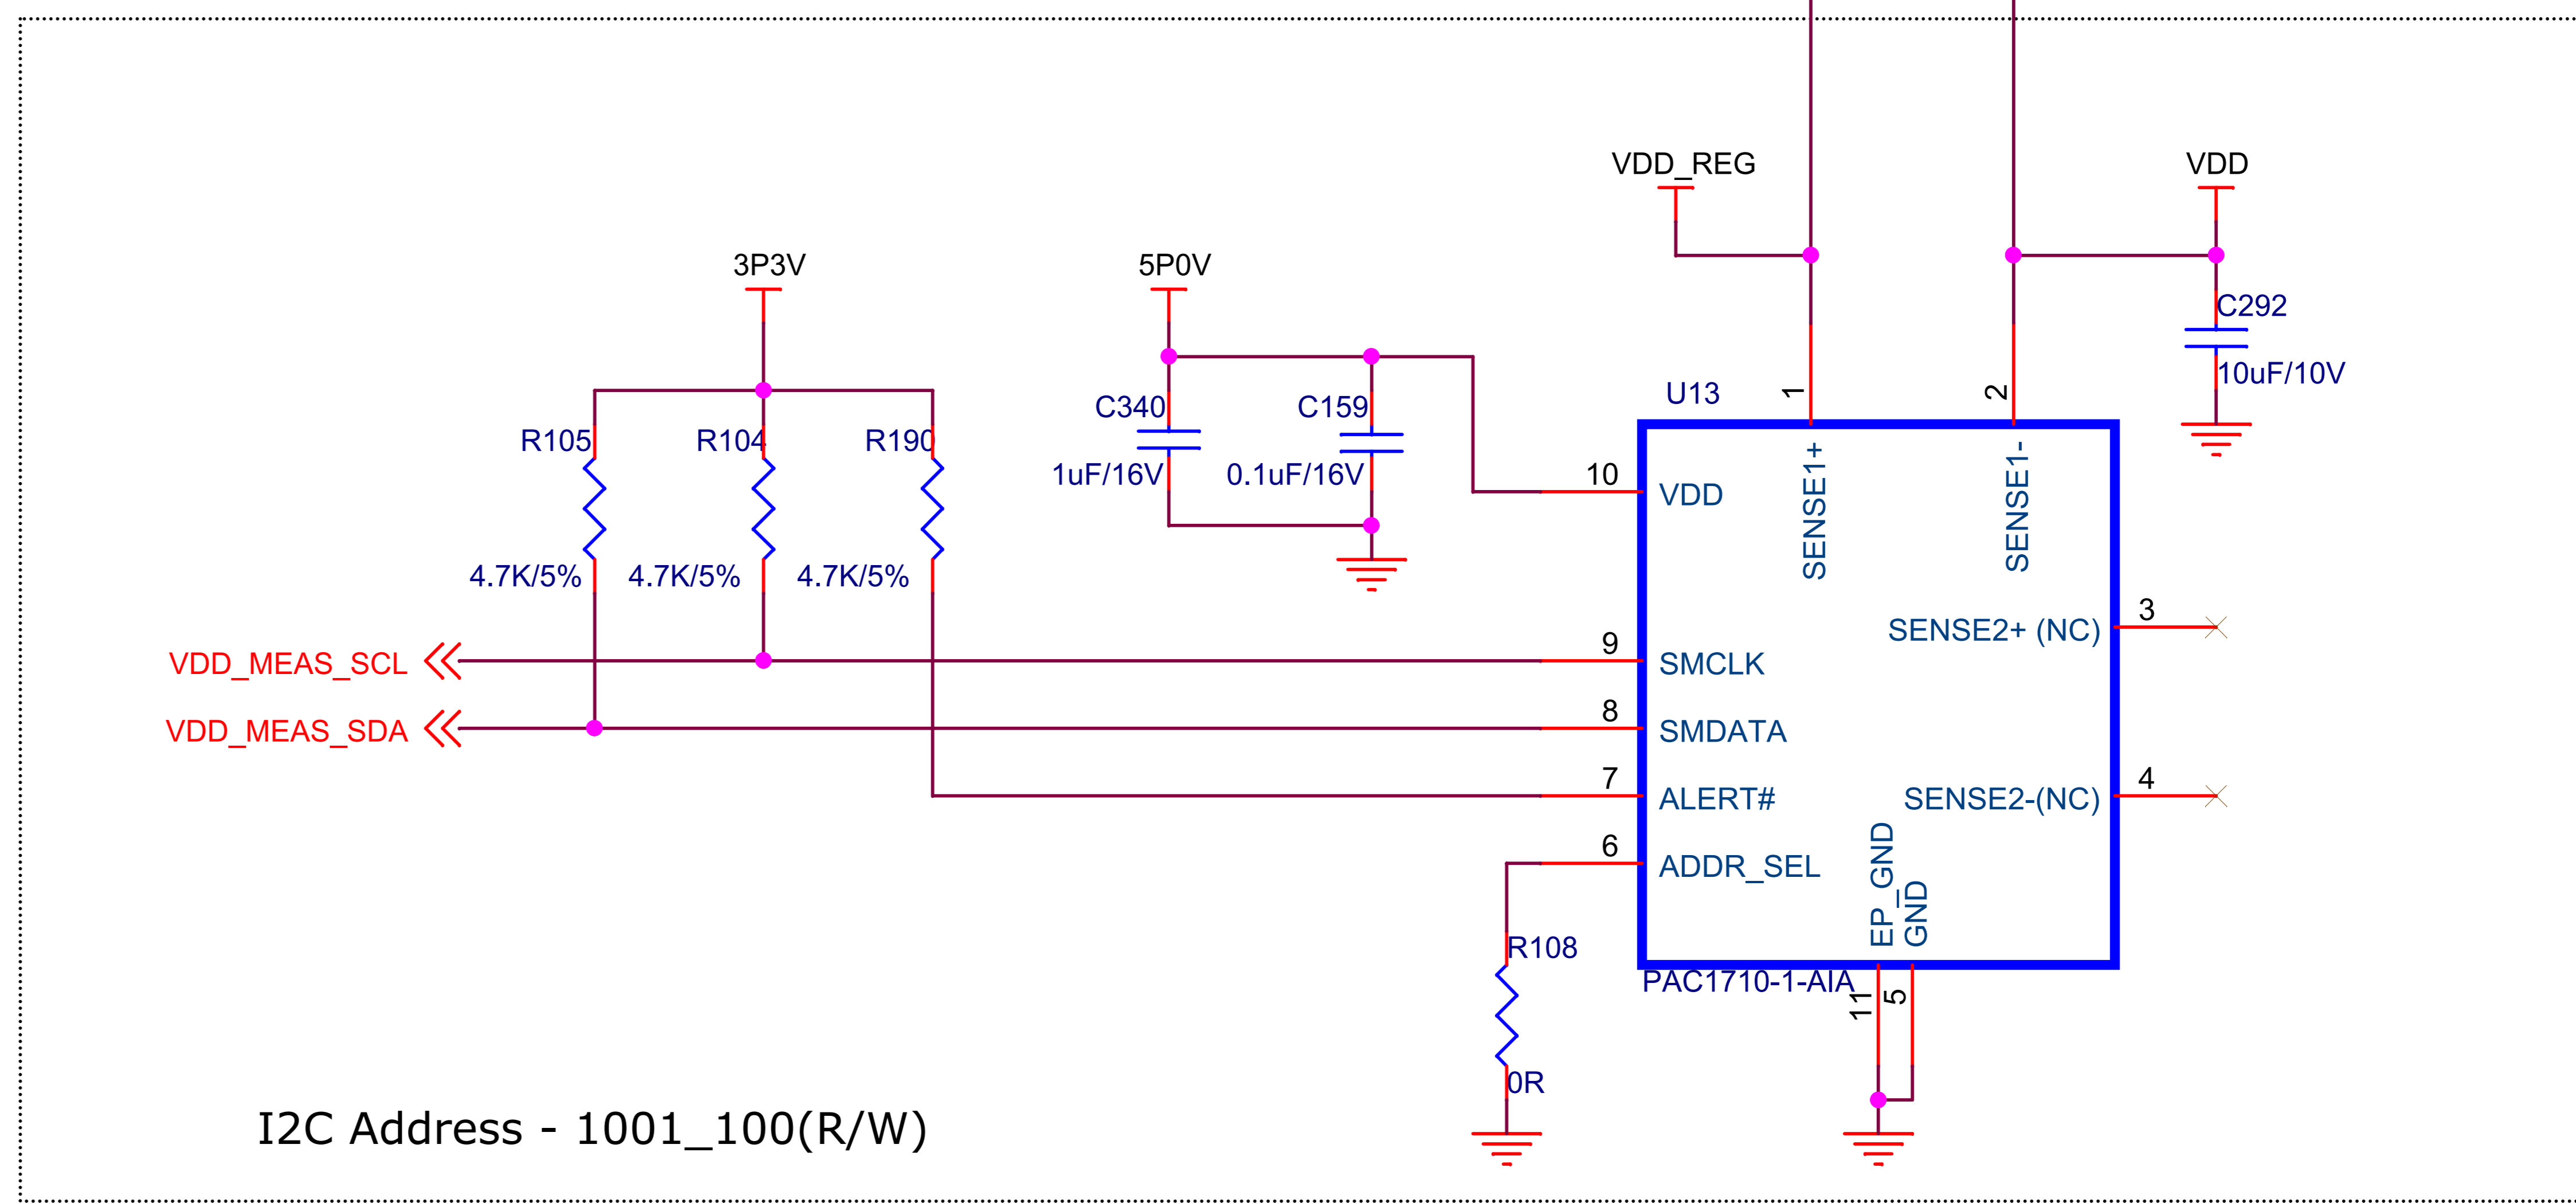 VDD_REG
VDD
3P3V
5P0V
C292
10uF/10V
U13
1
2
R105
R104
R190
C340
C159
1uF/16V
0.1uF/16V
10
VDD
SENSE1+
SENSE1-
4.7K/5%
4.7K/5%
4.7K/5%
3
SENSE2+ (NC)
VDD_MEAS_SCL
9
SMCLK
VDD_MEAS_SDA
8
SMDATA
7
ALERT#
SENSE2-(NC)
4
6
ADDR_SEL
EP_GND
GND
R108
PAC1710-1-AIA
11
5
0R
I2C Address - 1001_100(R/W)